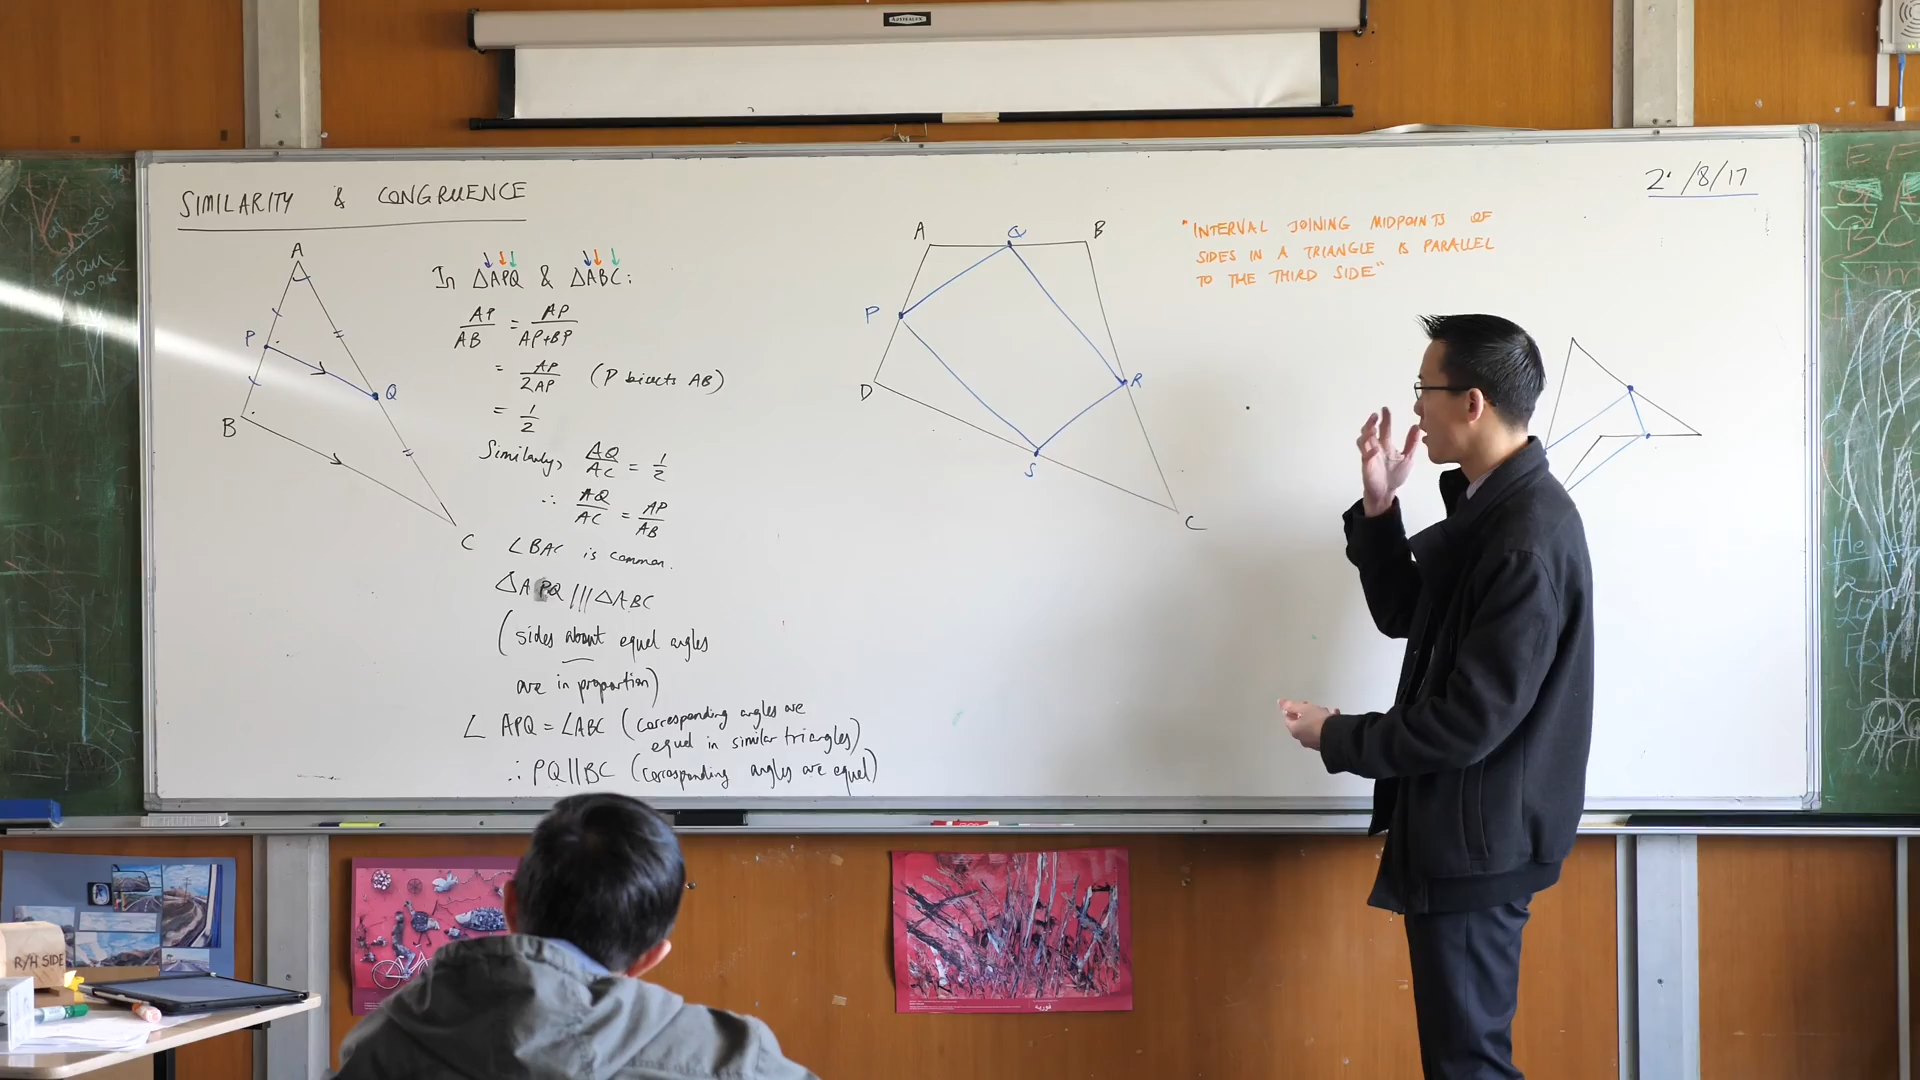 SIMILARITY & CONGRUENCE
A
P
Q
B
C
In ΔAPQ & ΔABC:
AP/AB = AP/AP+BP
= AP/2AP (P bisects AB)
= 1/2
Similarly, AQ/AC = 1/2
∴ AQ/AC = AP/AB
∠BAC is common.
ΔAPQ ||| ΔABC
(sides about equal angles
are in proportion)
∠APQ = ∠ABC (corresponding angles are
equal in similar triangles)
∴ PQ||BC (corresponding angles are equal)
A Q B
P
D
R
S
C
"INTERVAL JOINING MIDPOINTS OF
SIDES IN A TRIANGLE IS PARALLEL
TO THE THIRD SIDE"
/8/17
R/H SIDE